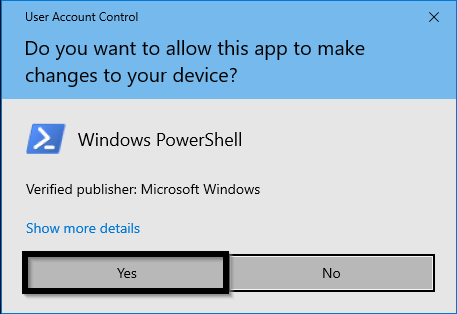 User Account Control
Do you want to allow this app to make
changes to your device?
Windows PowerShell
Verified publisher: Microsoft Windows
Show more details
Yes
No